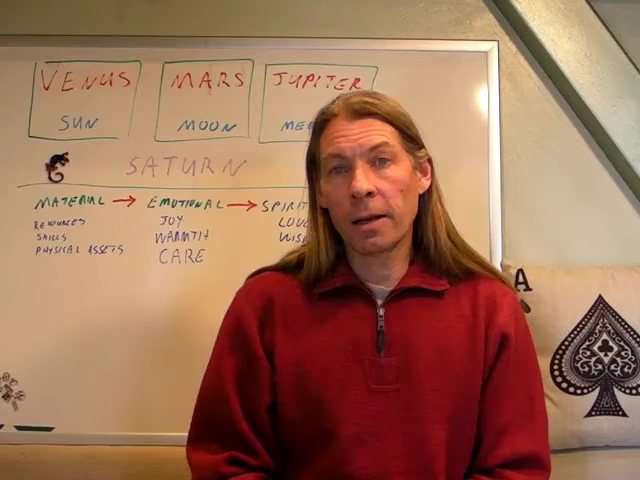 VENUS MARS JUPITER
SUN MOON
SATURN
MATERIAL → EMOTIONAL →
RESOURCES JOY
SKILLS WARMTH
PHYSICAL ASSETS CARE
A